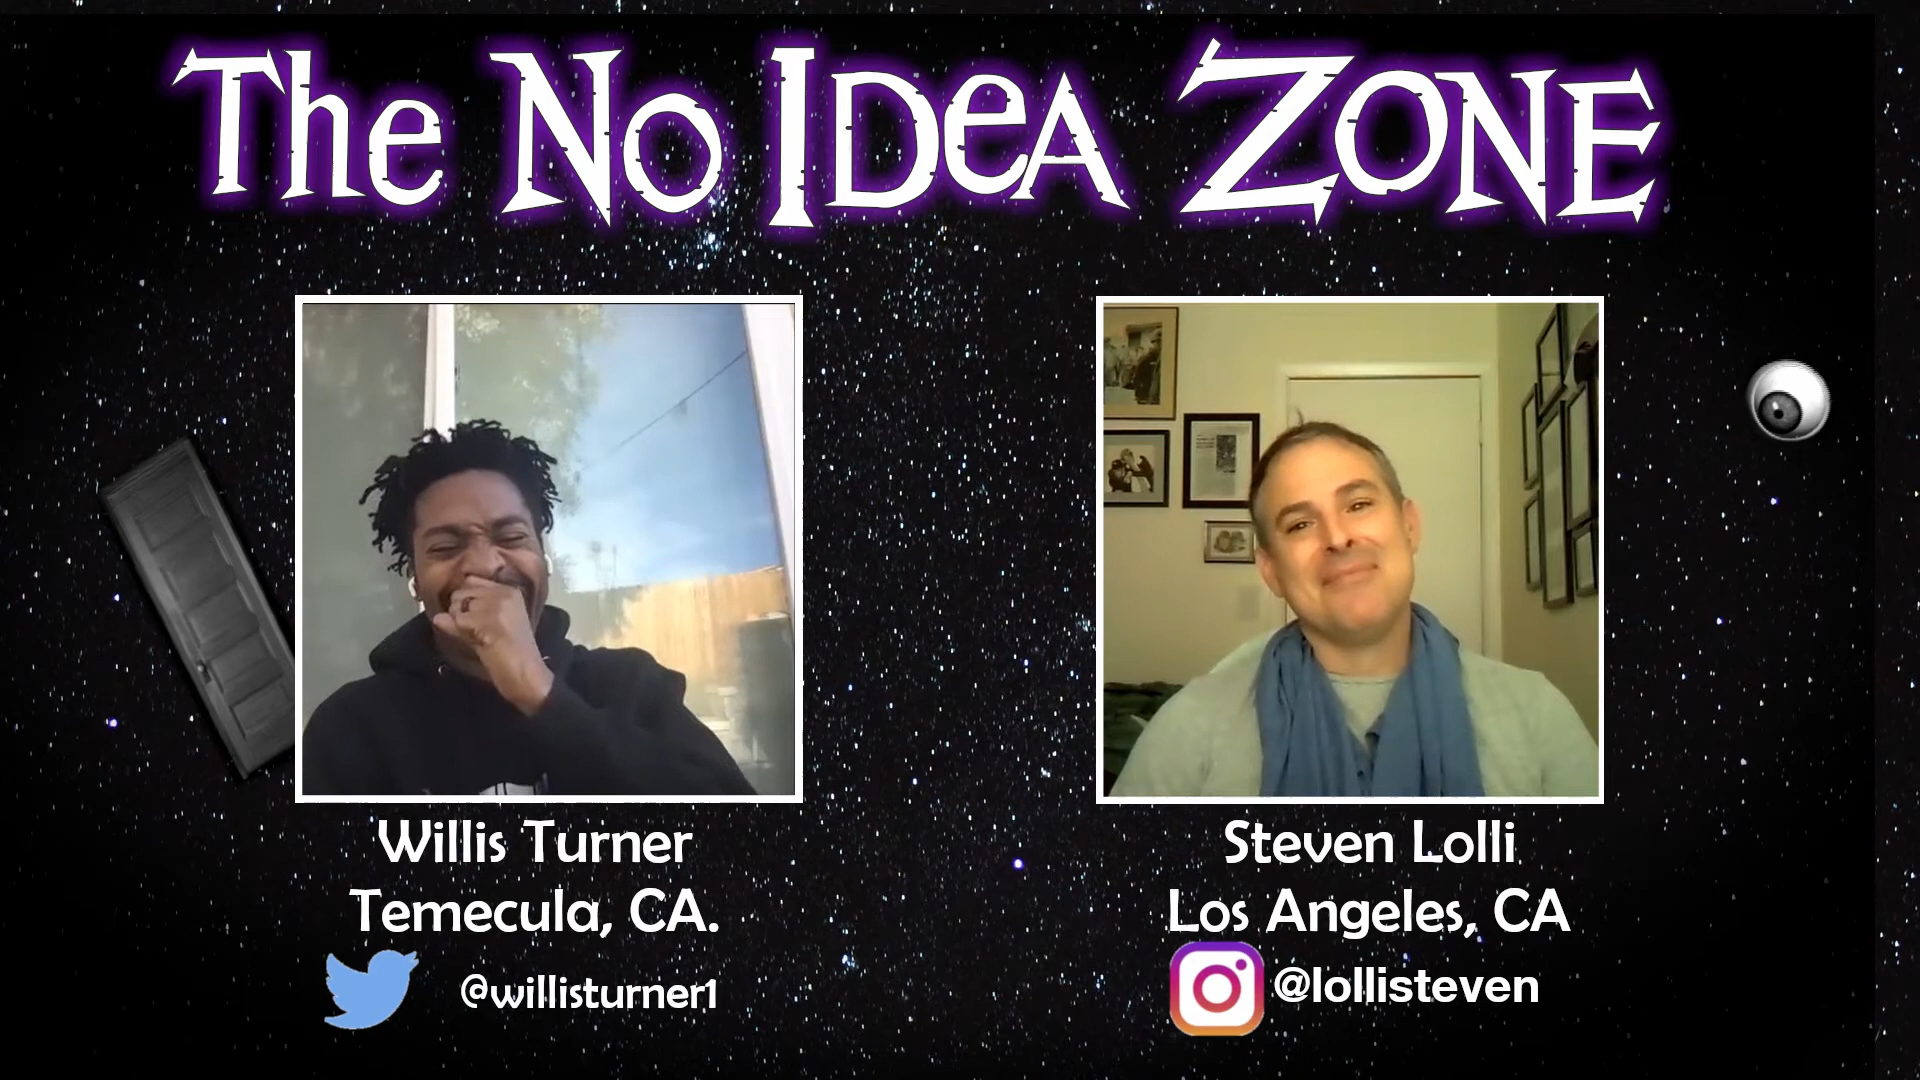 The No Idea Zone
Willis Turner
Temecula, CA.
@willisturner1
Steven Lolli
Los Angeles, CA
@lollisteven